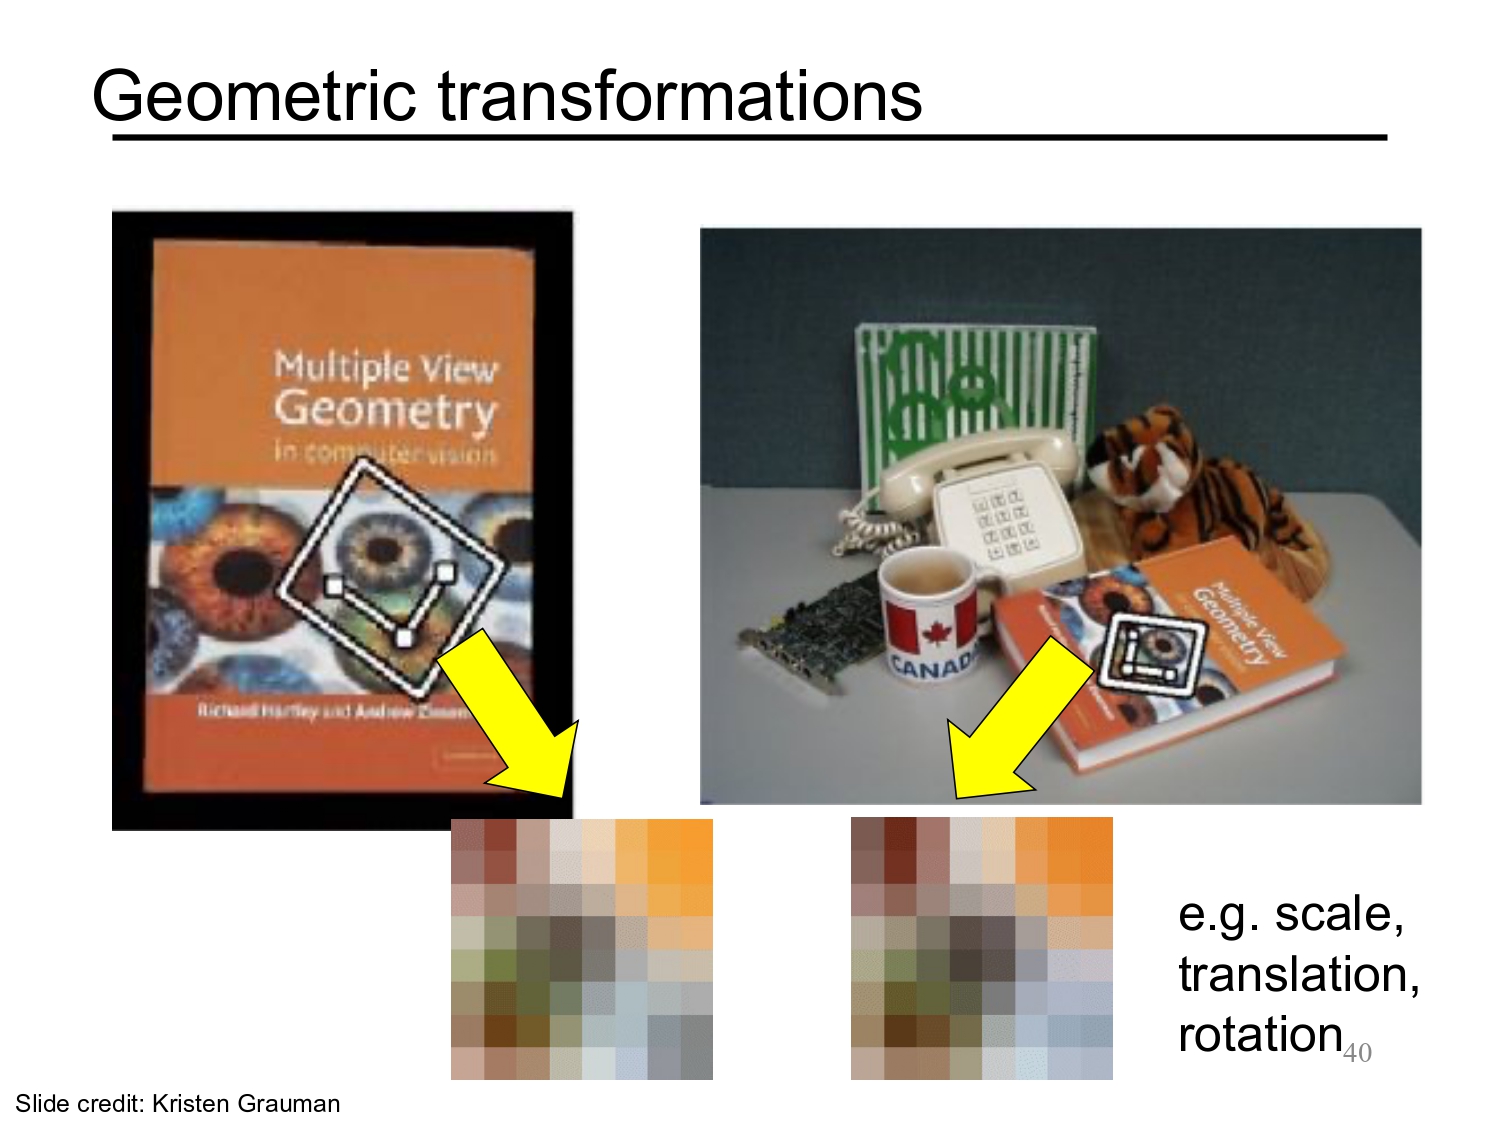 Geometric transformations
Multiple View
Geometry
in computer vision
Richard Hartley and Andrew
Multiple View
Geometry
CANADA
e.g. scale,
translation,
rotation
40
Slide credit: Kristen Grauman